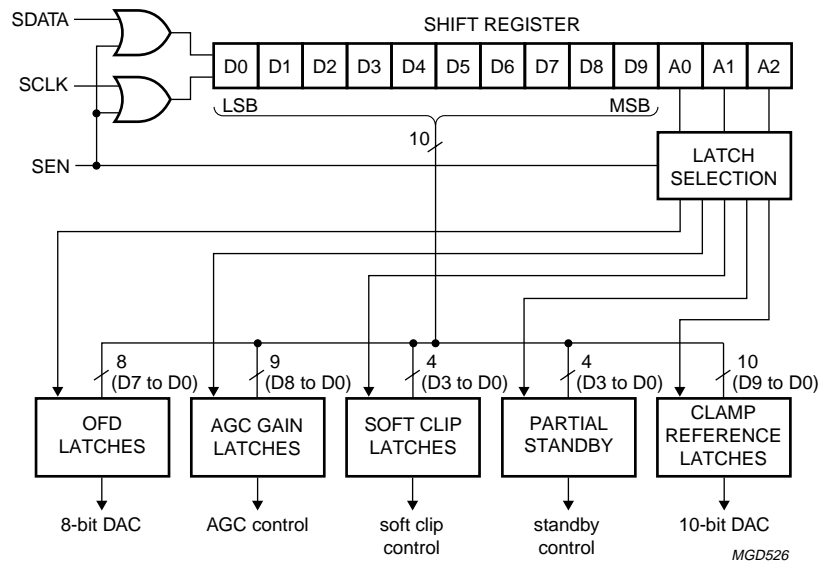 SDATA
SHIFT REGISTER
D0 D1 D2 D3 D4 D5 D6 D7 D8 D9 A0 A1 A2
SCLK
LSB MSB
10
SEN
LATCH
SELECTION
8
(D7 to D0)
9
(D8 to D0)
4
(D3 to D0)
4
(D3 to D0)
10
(D9 to D0)
OFD
LATCHES
AGC GAIN
LATCHES
SOFT CLIP
LATCHES
PARTIAL
STANDBY
CLAMP
REFERENCE
LATCHES
8-bit DAC
AGC control
soft clip
control
standby
control
10-bit DAC
MGD526